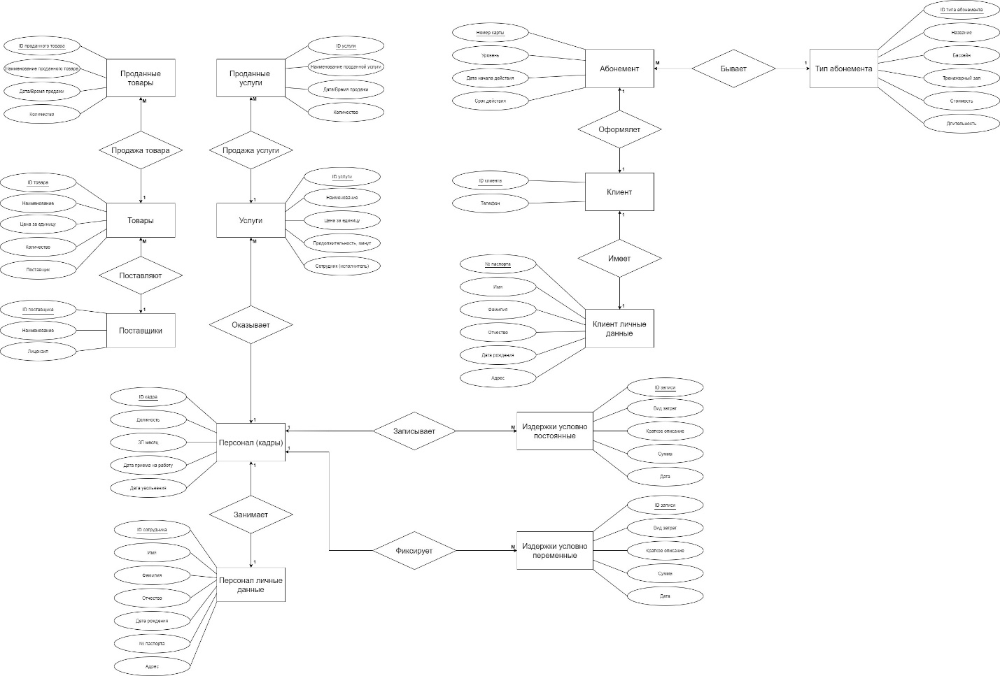 ID проданного товара
Наименование проданного товара
Дата/Время продажи
Количество
Проданные
товары
M
Продажа товара
1
ID товара
Наименование
Цена за единицу
Количество
Поставщик
Товары
M
Поставляют
1
ID поставщика
Наименование
Лицензия
Поставщики
Проданные
услуги
ID услуги
Наименование проданной услуги
Дата/Время продажи
Количество
M
Продажа услуги
1
Услуги
ID услуги
Наименование
Цена за единицу
Продолжительность, минут
Сотрудник (исполнитель)
M
Оказывает
1
ID кадра
Должность
ЗП месяц
Дата приема на работу
Дата увольнения
Персонал (кадры)
1
Занимает
1
ID сотрудника
Имя
Фамилия
Отчество
Дата рождения
№ паспорта
Адрес
Персонал личные
данные
1
Записывает
M
Издержки условно
постоянные
ID записи
Вид затрет
Краткое описание
Сумма
Дата
1
Фиксирует
M
Издержки условно
переменные
ID записи
Вид затрет
Краткое описание
Сумма
Дата
Номер карты
Уровень
Дата начала действия
Срок действия
Абонемент
M
Бывает
1
Тип абонемента
ID типа абонемента
Название
Бассейн
Тренажерный зал
Стоимость
Длительность
1
Оформялет
1
ID клиента
Телефон
Клиент
1
Имеет
1
№ паспорта
Имя
Фамилия
Отчество
Дата рождения
Адрес
Клиент личные
данные